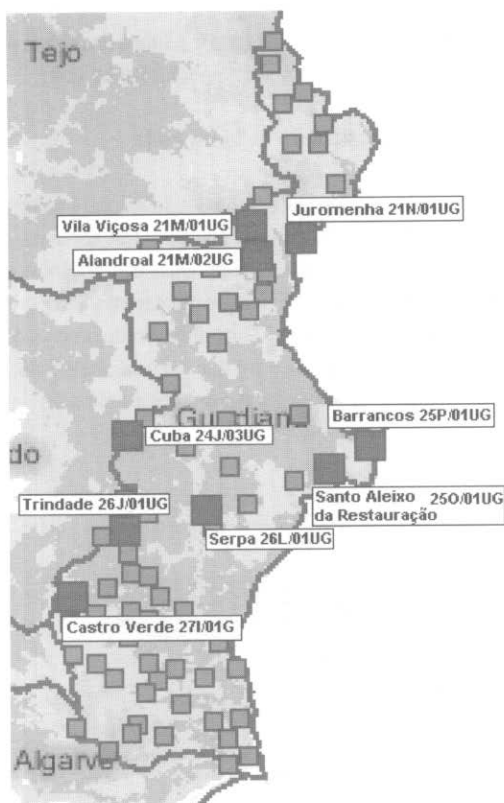 Tejo
Juromenha 21N/01UG
Vila Viçosa 21M/01UG
Alandroal 21M/02UG
Guadiana
Barrancos 25P/01UG
Cuba 24J/03UG
do
Trindade 26J/01UG
Santo Aleixo 25O/01UG
da Restauração
Serpa 26L/01UG
Castro Verde 27I/01G
Algarve